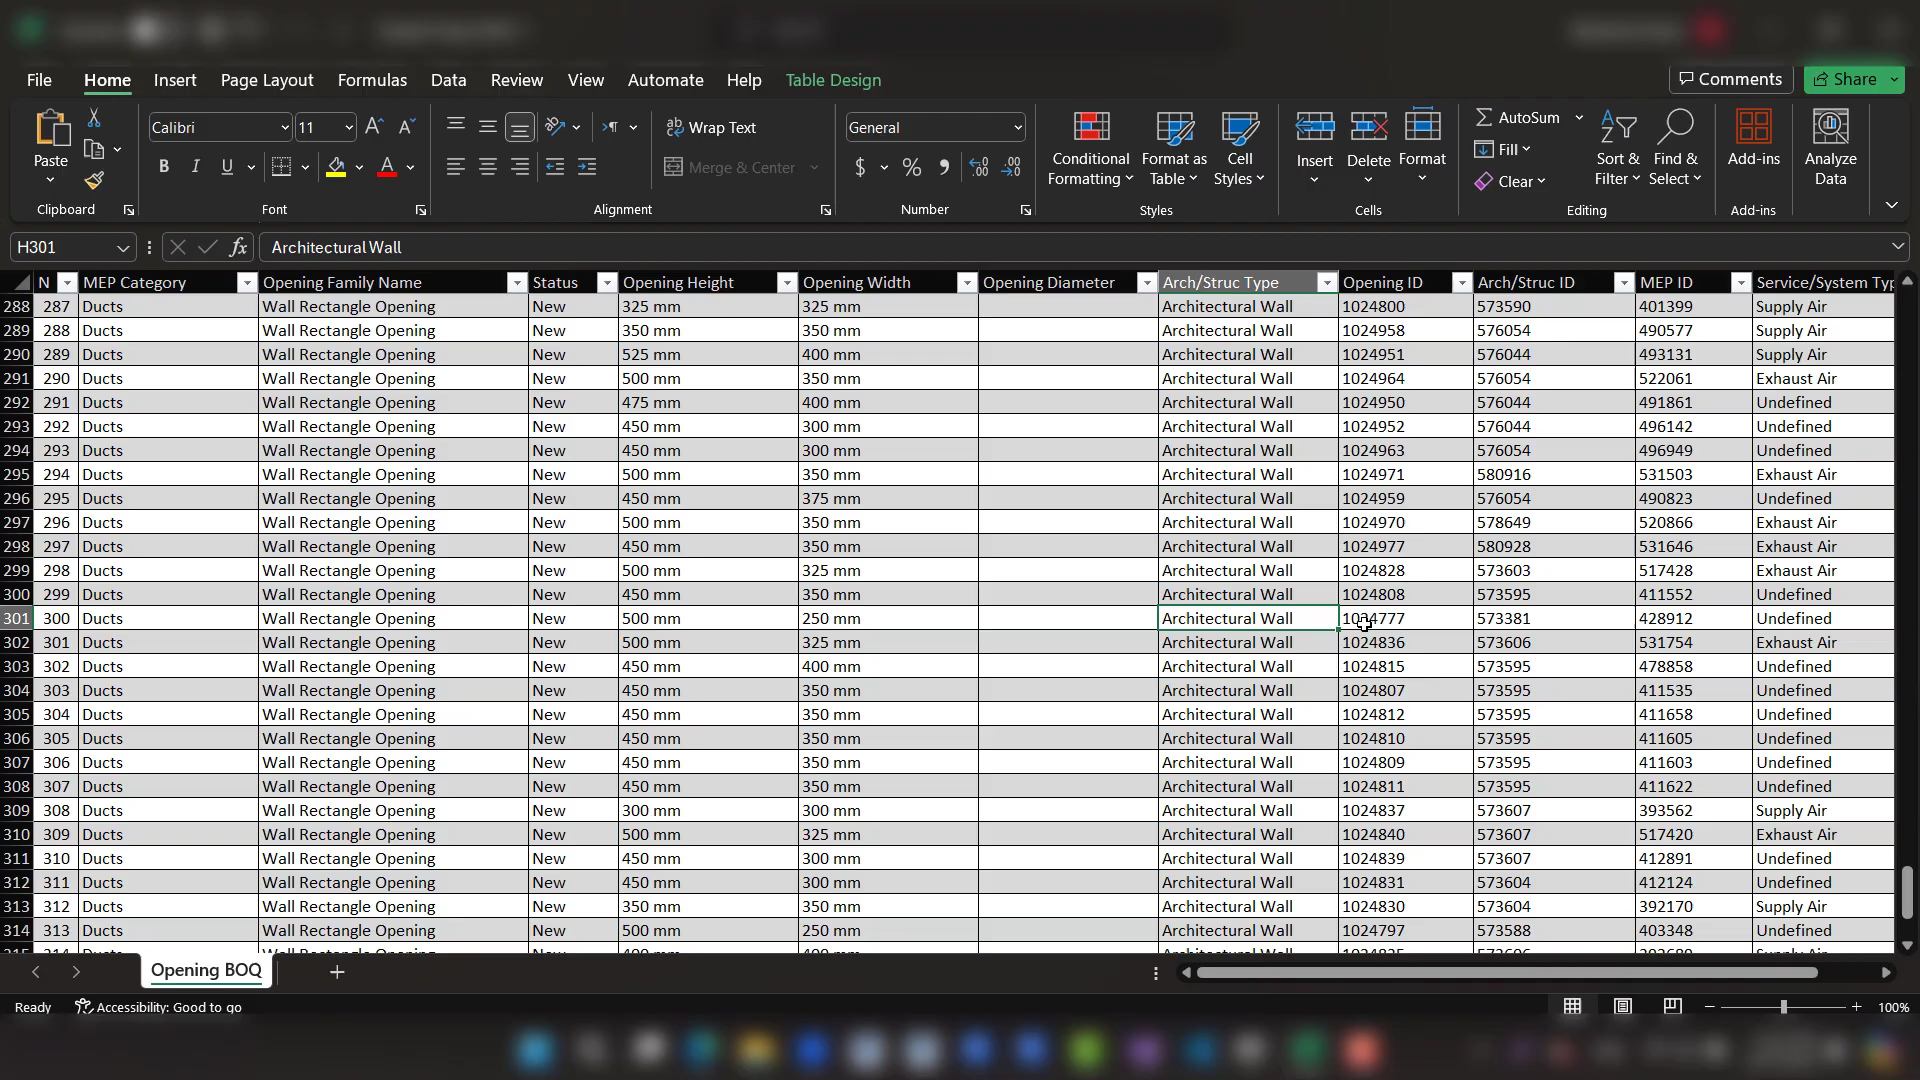 File Home Insert Page Layout Formulas Data Review View Automate Help Table Design Comments Share
Calibri 11 Wrap Text General AutoSum
Paste Conditional Formatting Format as Table Cell Styles Insert Delete Format Fill Sort & Filter Find & Select Add-ins Analyze Data
B I U Merge & Center $ % Clear
Clipboard Font Alignment Number Styles Cells Editing Add-ins
H301 fx Architectural Wall
N MEP Category Opening Family Name Status Opening Height Opening Width Opening Diameter Arch/Struc Type Opening ID Arch/Struc ID MEP ID Service/System Typ
288 287 Ducts Wall Rectangle Opening New 325 mm 325 mm Architectural Wall 1024800 573590 401399 Supply Air
289 288 Ducts Wall Rectangle Opening New 350 mm 350 mm Architectural Wall 1024958 576054 490577 Supply Air
290 289 Ducts Wall Rectangle Opening New 525 mm 400 mm Architectural Wall 1024951 576044 493131 Supply Air
291 290 Ducts Wall Rectangle Opening New 500 mm 350 mm Architectural Wall 1024964 576054 522061 Exhaust Air
292 291 Ducts Wall Rectangle Opening New 475 mm 400 mm Architectural Wall 1024950 576044 491861 Undefined
293 292 Ducts Wall Rectangle Opening New 450 mm 300 mm Architectural Wall 1024952 576044 496142 Undefined
294 293 Ducts Wall Rectangle Opening New 450 mm 300 mm Architectural Wall 1024963 576054 496949 Undefined
295 294 Ducts Wall Rectangle Opening New 500 mm 350 mm Architectural Wall 1024971 580916 531503 Exhaust Air
296 295 Ducts Wall Rectangle Opening New 450 mm 375 mm Architectural Wall 1024959 576054 490823 Undefined
297 296 Ducts Wall Rectangle Opening New 500 mm 350 mm Architectural Wall 1024970 578649 520866 Exhaust Air
298 297 Ducts Wall Rectangle Opening New 450 mm 350 mm Architectural Wall 1024977 580928 531646 Exhaust Air
299 298 Ducts Wall Rectangle Opening New 500 mm 325 mm Architectural Wall 1024828 573603 517428 Exhaust Air
300 299 Ducts Wall Rectangle Opening New 450 mm 350 mm Architectural Wall 1024808 573595 411552 Undefined
301 300 Ducts Wall Rectangle Opening New 500 mm 250 mm Architectural Wall 1024777 573381 428912 Undefined
302 301 Ducts Wall Rectangle Opening New 500 mm 325 mm Architectural Wall 1024836 573606 531754 Exhaust Air
303 302 Ducts Wall Rectangle Opening New 450 mm 400 mm Architectural Wall 1024815 573595 478858 Undefined
304 303 Ducts Wall Rectangle Opening New 450 mm 350 mm Architectural Wall 1024807 573595 411535 Undefined
305 304 Ducts Wall Rectangle Opening New 450 mm 350 mm Architectural Wall 1024812 573595 411658 Undefined
306 305 Ducts Wall Rectangle Opening New 450 mm 350 mm Architectural Wall 1024810 573595 411605 Undefined
307 306 Ducts Wall Rectangle Opening New 450 mm 350 mm Architectural Wall 1024809 573595 411603 Undefined
308 307 Ducts Wall Rectangle Opening New 450 mm 350 mm Architectural Wall 1024811 573595 411622 Undefined
309 308 Ducts Wall Rectangle Opening New 300 mm 300 mm Architectural Wall 1024837 573607 393562 Supply Air
310 309 Ducts Wall Rectangle Opening New 500 mm 325 mm Architectural Wall 1024840 573607 517420 Exhaust Air
311 310 Ducts Wall Rectangle Opening New 450 mm 300 mm Architectural Wall 1024839 573607 412891 Undefined
312 311 Ducts Wall Rectangle Opening New 450 mm 300 mm Architectural Wall 1024831 573604 412124 Undefined
313 312 Ducts Wall Rectangle Opening New 350 mm 350 mm Architectural Wall 1024830 573604 392170 Supply Air
314 313 Ducts Wall Rectangle Opening New 500 mm 250 mm Architectural Wall 1024797 573588 403348 Undefined
Opening BOQ
Ready Accessibility: Good to go 100%